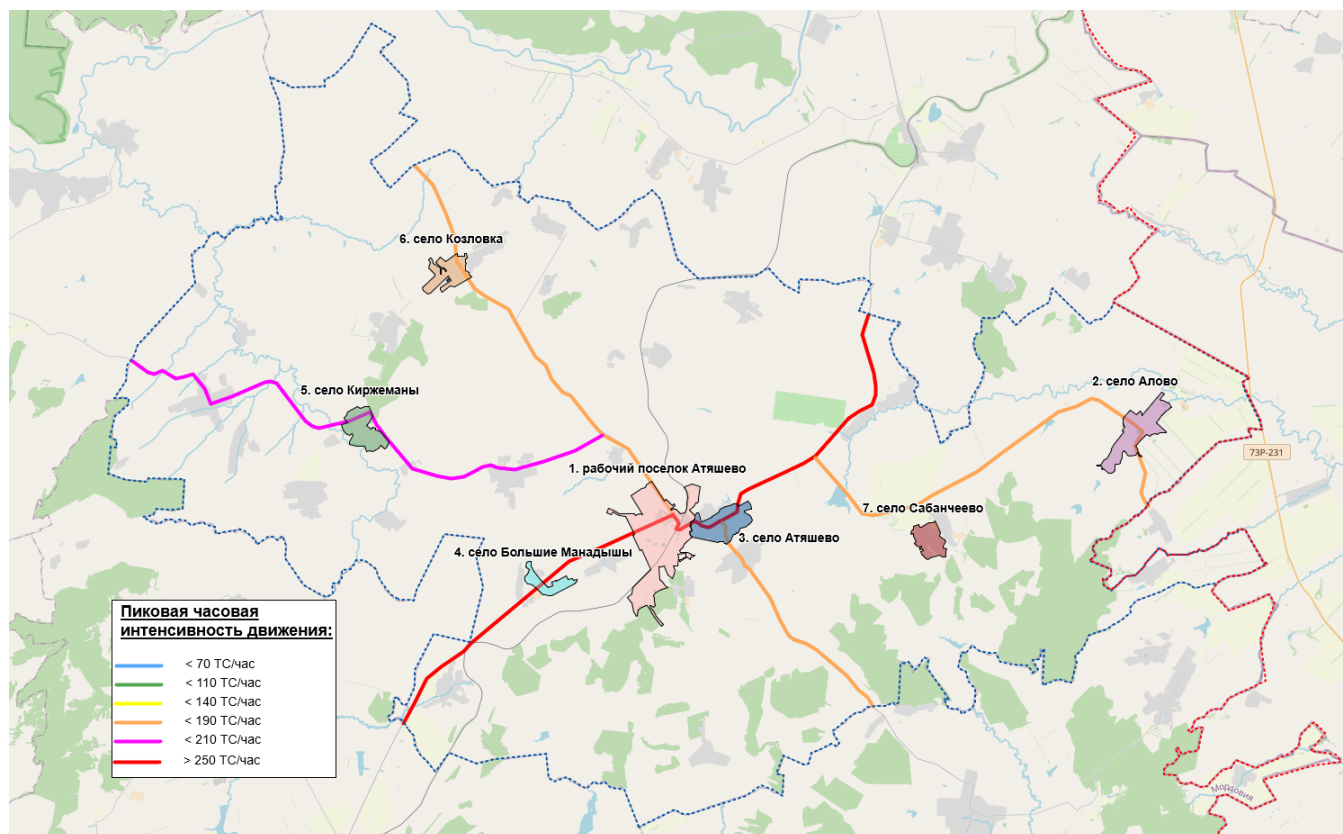 6. село Козловка
5. село Киржеманы
2. село Алово
73Р-231
1. рабочий поселок Атяшево
7. село Сабанчеево
3. село Атяшево
4. село Большие Манадышы
Пиковая часовая
интенсивность движения:
< 70 ТС/час
< 110 ТС/час
< 140 ТС/час
< 190 ТС/час
< 210 ТС/час
> 250 ТС/час
Мордовия